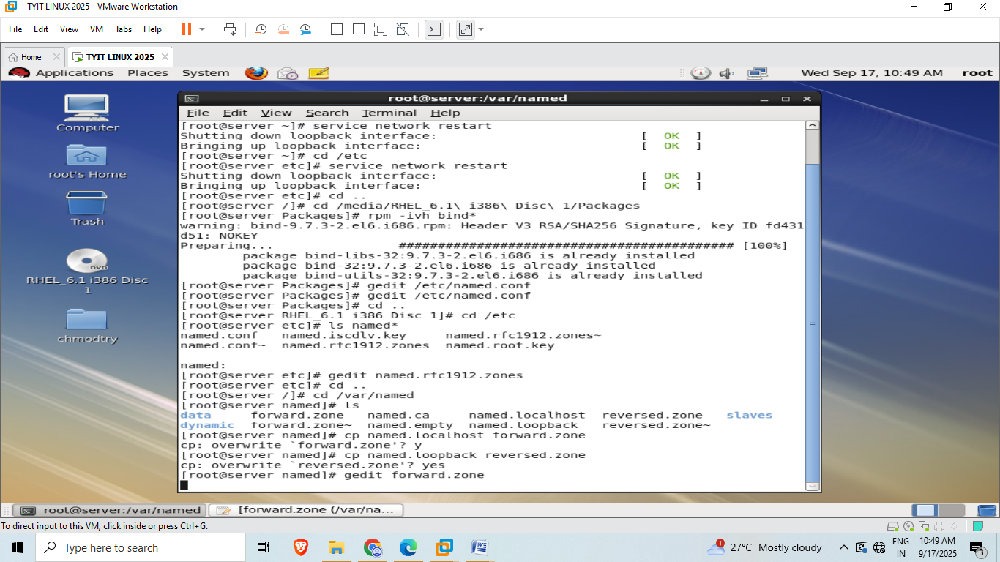 TYIT LINUX 2025 - VMware Workstation
File Edit View VM Tabs Help
Home TYIT LINUX 2025
Applications Places System Wed Sep 17, 10:49 AM root
Computer
root's Home
Trash
DVD
RHEL_6.1 i386 Disc
1
chmodtry
root@server:/var/named
File Edit View Search Terminal Help
[root@server ~]# service network restart
Shutting down loopback interface: [ OK ]
Bringing up loopback interface: [ OK ]
[root@server ~]# cd /etc
[root@server etc]# service network restart
Shutting down loopback interface: [ OK ]
Bringing up loopback interface: [ OK ]
[root@server etc]# cd ..
[root@server /]# cd /media/RHEL_6.1\ i386\ Disc\ 1/Packages
[root@server Packages]# rpm -ivh bind*
warning: bind-9.7.3-2.el6.i686.rpm: Header V3 RSA/SHA256 Signature, key ID fd431
d51: NOKEY
Preparing... ########################################### [100%]
package bind-libs-32:9.7.3-2.el6.i686 is already installed
package bind-32:9.7.3-2.el6.i686 is already installed
package bind-utils-32:9.7.3-2.el6.i686 is already installed
[root@server Packages]# gedit /etc/named.conf
[root@server Packages]# gedit /etc/named.conf
[root@server Packages]# cd ..
[root@server RHEL_6.1 i386 Disc 1]# cd /etc
[root@server etc]# ls named*
named.conf named.iscdlv.key named.rfc1912.zones~
named.conf~ named.rfc1912.zones named.root.key
named:
[root@server etc]# gedit named.rfc1912.zones
[root@server etc]# cd ..
[root@server /]# cd /var/named
[root@server named]# ls
data forward.zone named.ca named.localhost reversed.zone slaves
dynamic forward.zone~ named.empty named.loopback reversed.zone~
[root@server named]# cp named.localhost forward.zone
cp: overwrite `forward.zone'? y
[root@server named]# cp named.loopback reversed.zone
cp: overwrite `reversed.zone'? yes
[root@server named]# gedit forward.zone
root@server:/var/named [forward.zone (/var/na...
To direct input to this VM, click inside or press Ctrl+G.
Type here to search 1 27°C Mostly cloudy ENG IN 10:49 AM 9/17/2025 3